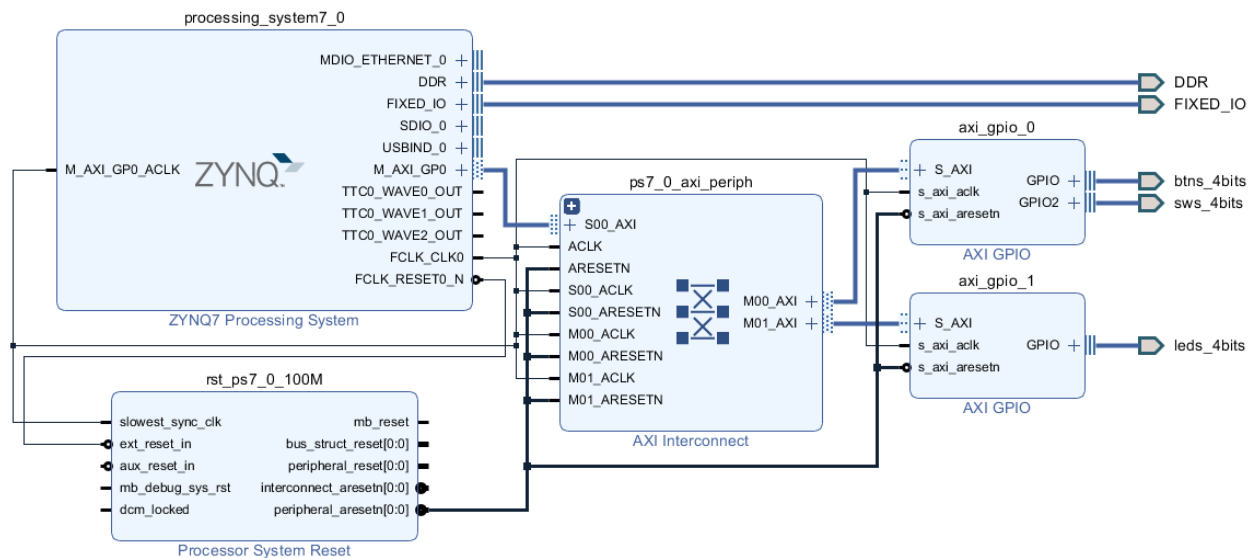 processing_system7_0
MDIO_ETHERNET_0
DDR
FIXED_IO
SDIO_0
USBIND_0
M_AXI_GP0_ACLK
ZYNQ
M_AXI_GP0
TTC0_WAVE0_OUT
TTC0_WAVE1_OUT
TTC0_WAVE2_OUT
FCLK_CLK0
FCLK_RESET0_N
ZYNQ7 Processing System
DDR
FIXED_IO
rst_ps7_0_100M
slowest_sync_clk
ext_reset_in
aux_reset_in
mb_debug_sys_rst
dcm_locked
mb_reset
bus_struct_reset[0:0]
peripheral_reset[0:0]
interconnect_aresetn[0:0]
peripheral_aresetn[0:0]
Processor System Reset
ps7_0_axi_periph
S00_AXI
ACLK
ARESETN
S00_ACLK
S00_ARESETN
M00_ACLK
M00_ARESETN
M01_ACLK
M01_ARESETN
M00_AXI
M01_AXI
AXI Interconnect
axi_gpio_0
S_AXI
s_axi_aclk
s_axi_aresetn
GPIO
GPIO2
AXI GPIO
btns_4bits
sws_4bits
axi_gpio_1
S_AXI
s_axi_aclk
s_axi_aresetn
GPIO
AXI GPIO
leds_4bits